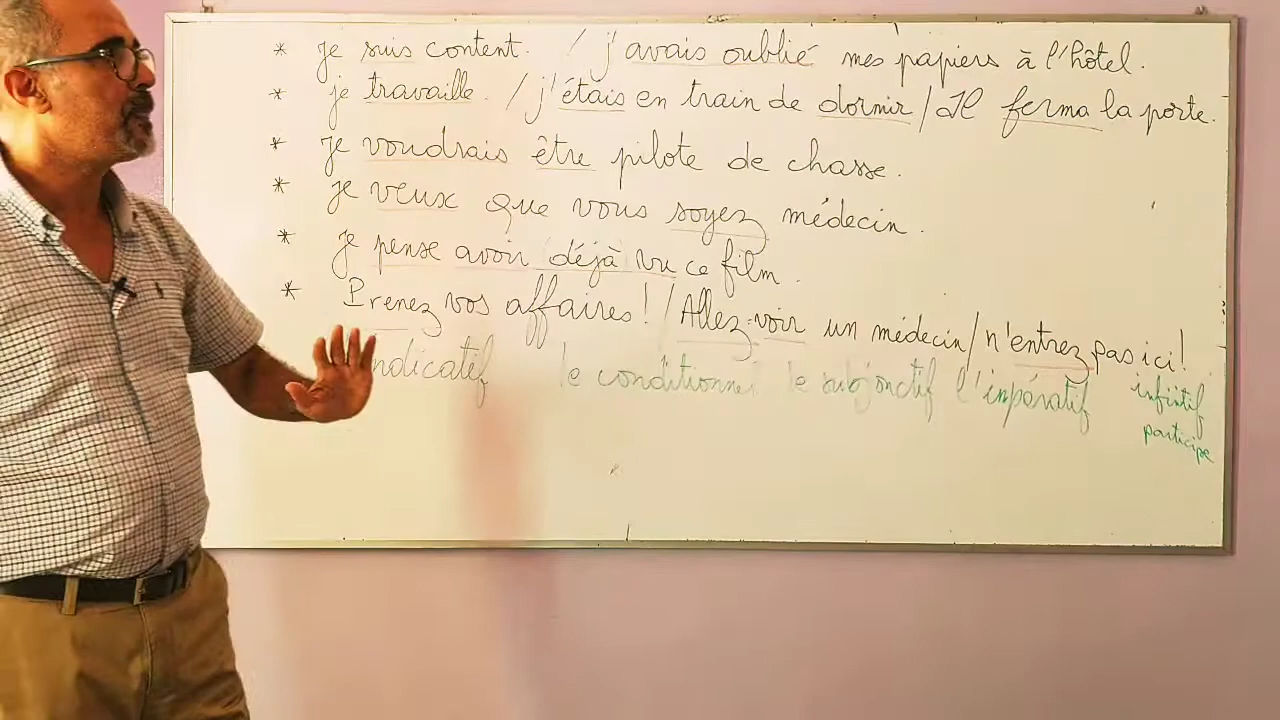 * je suis content. / j'avais oublié mes papiers à l'hôtel.
* je travaille. / j'étais en train de dormir / Il ferma la porte.
* je voudrais être pilote de chasse.
* je veux que vous soyez médecin.
* je pense avoir déjà vu ce film.
* Prenez vos affaires ! / Allez-voir un médecin / n'entrez pas ici !
ndicatif le conditionnel le subjonctif l'impératif infinitif
participe